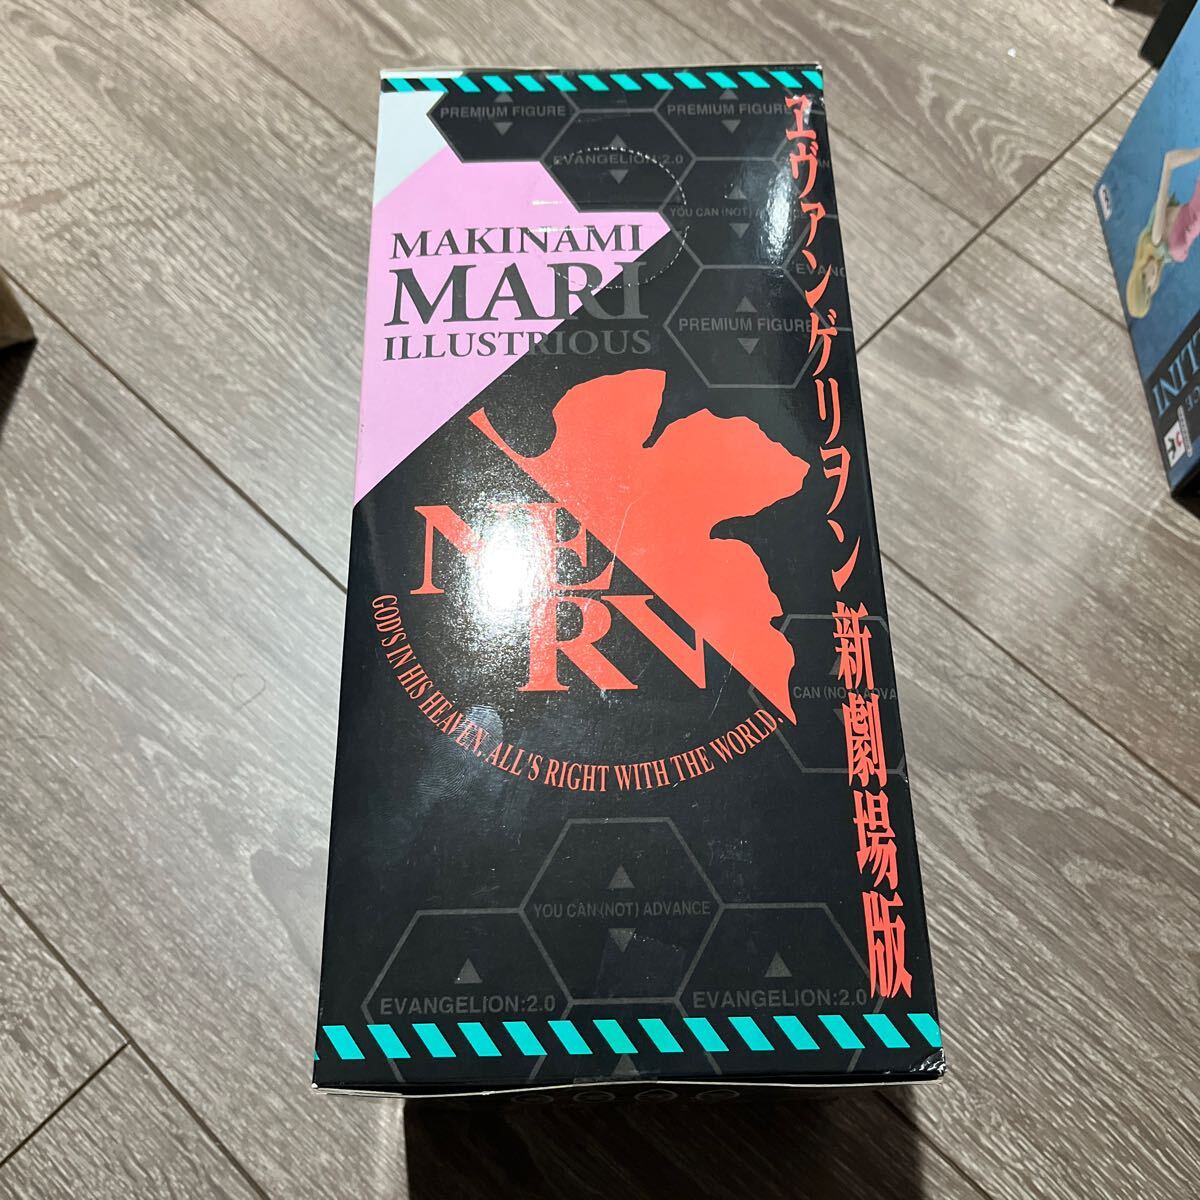 PREMIUM FIGURE
PREMIUM FIGURE
EVANGELION:2.0
YOU CAN (NOT)
EVANG
PREMIUM FIGURE
MAKINAMI
MARI
ILLUSTRIOUS
ヱヴァンゲリヲン新劇場版
NERV
GOD'S IN HIS HEAVEN. ALL'S RIGHT WITH THE WORLD.
CAN (NOT) ADVA
YOU CAN (NOT) ADVANCE
EVANGELION:2.0
EVANGELION:2.0